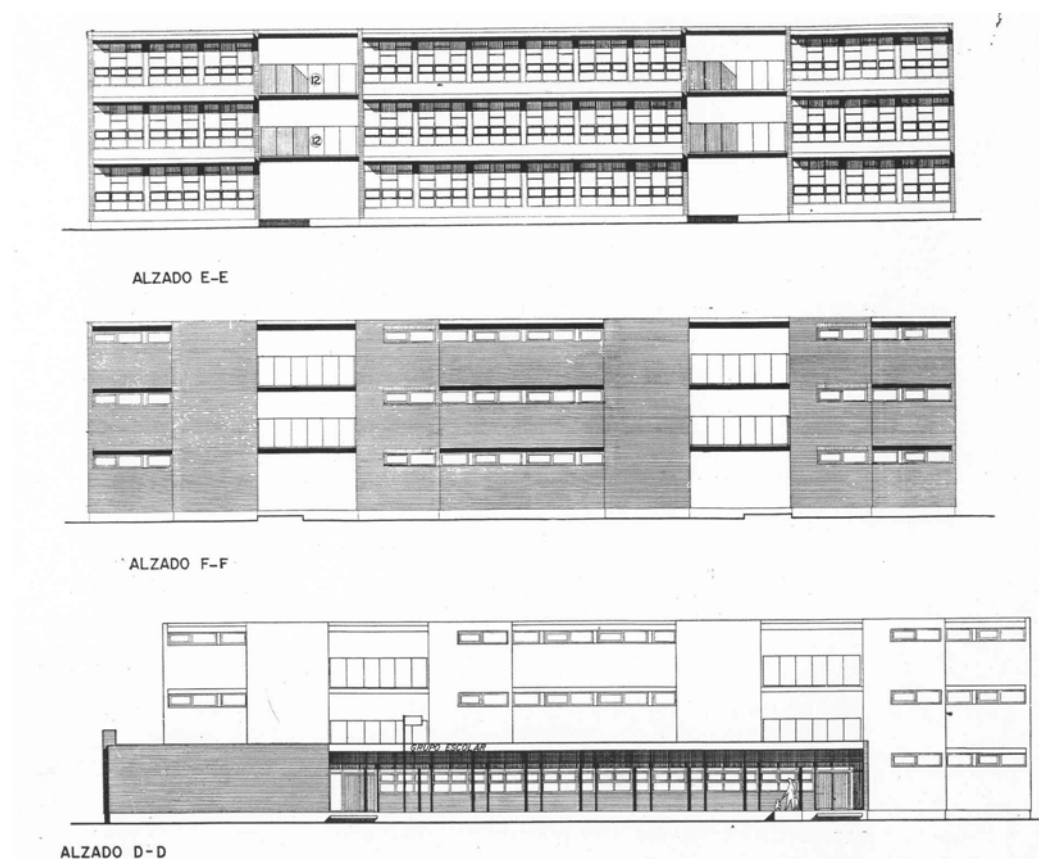 12
12
ALZADO E-E
ALZADO F-F
GRUPO ESCOLAR
ALZADO D-D